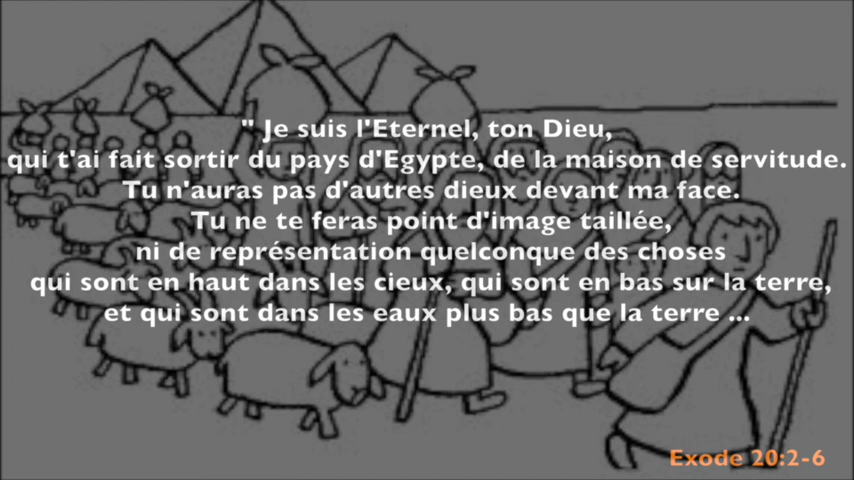 " Je suis l'Eternel, ton Dieu,
qui t'ai fait sortir du pays d'Egypte, de la maison de servitude.
Tu n'auras pas d'autres dieux devant ma face.
Tu ne te feras point d'image taillée,
ni de représentation quelconque des choses
qui sont en haut dans les cieux, qui sont en bas sur la terre,
et qui sont dans les eaux plus bas que la terre ...
Exode 20:2-6